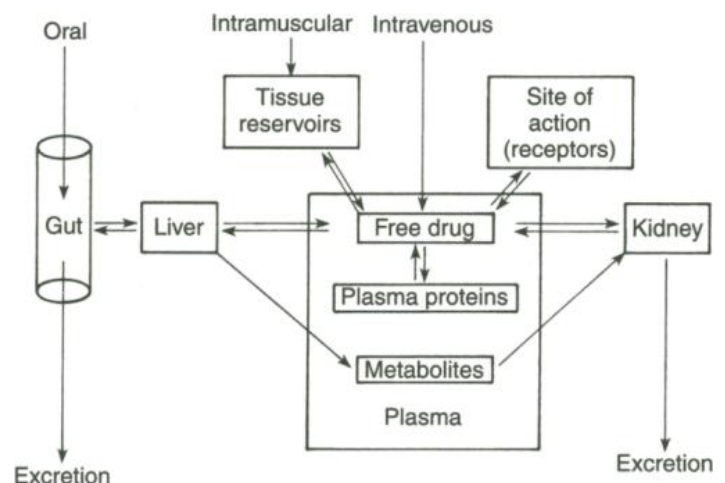 Oral
Intramuscular
Intravenous
Tissue
reservoirs
Site of
action
(receptors)
Gut
Liver
Free drug
Kidney
Plasma proteins
Metabolites
Plasma
Excretion
Excretion